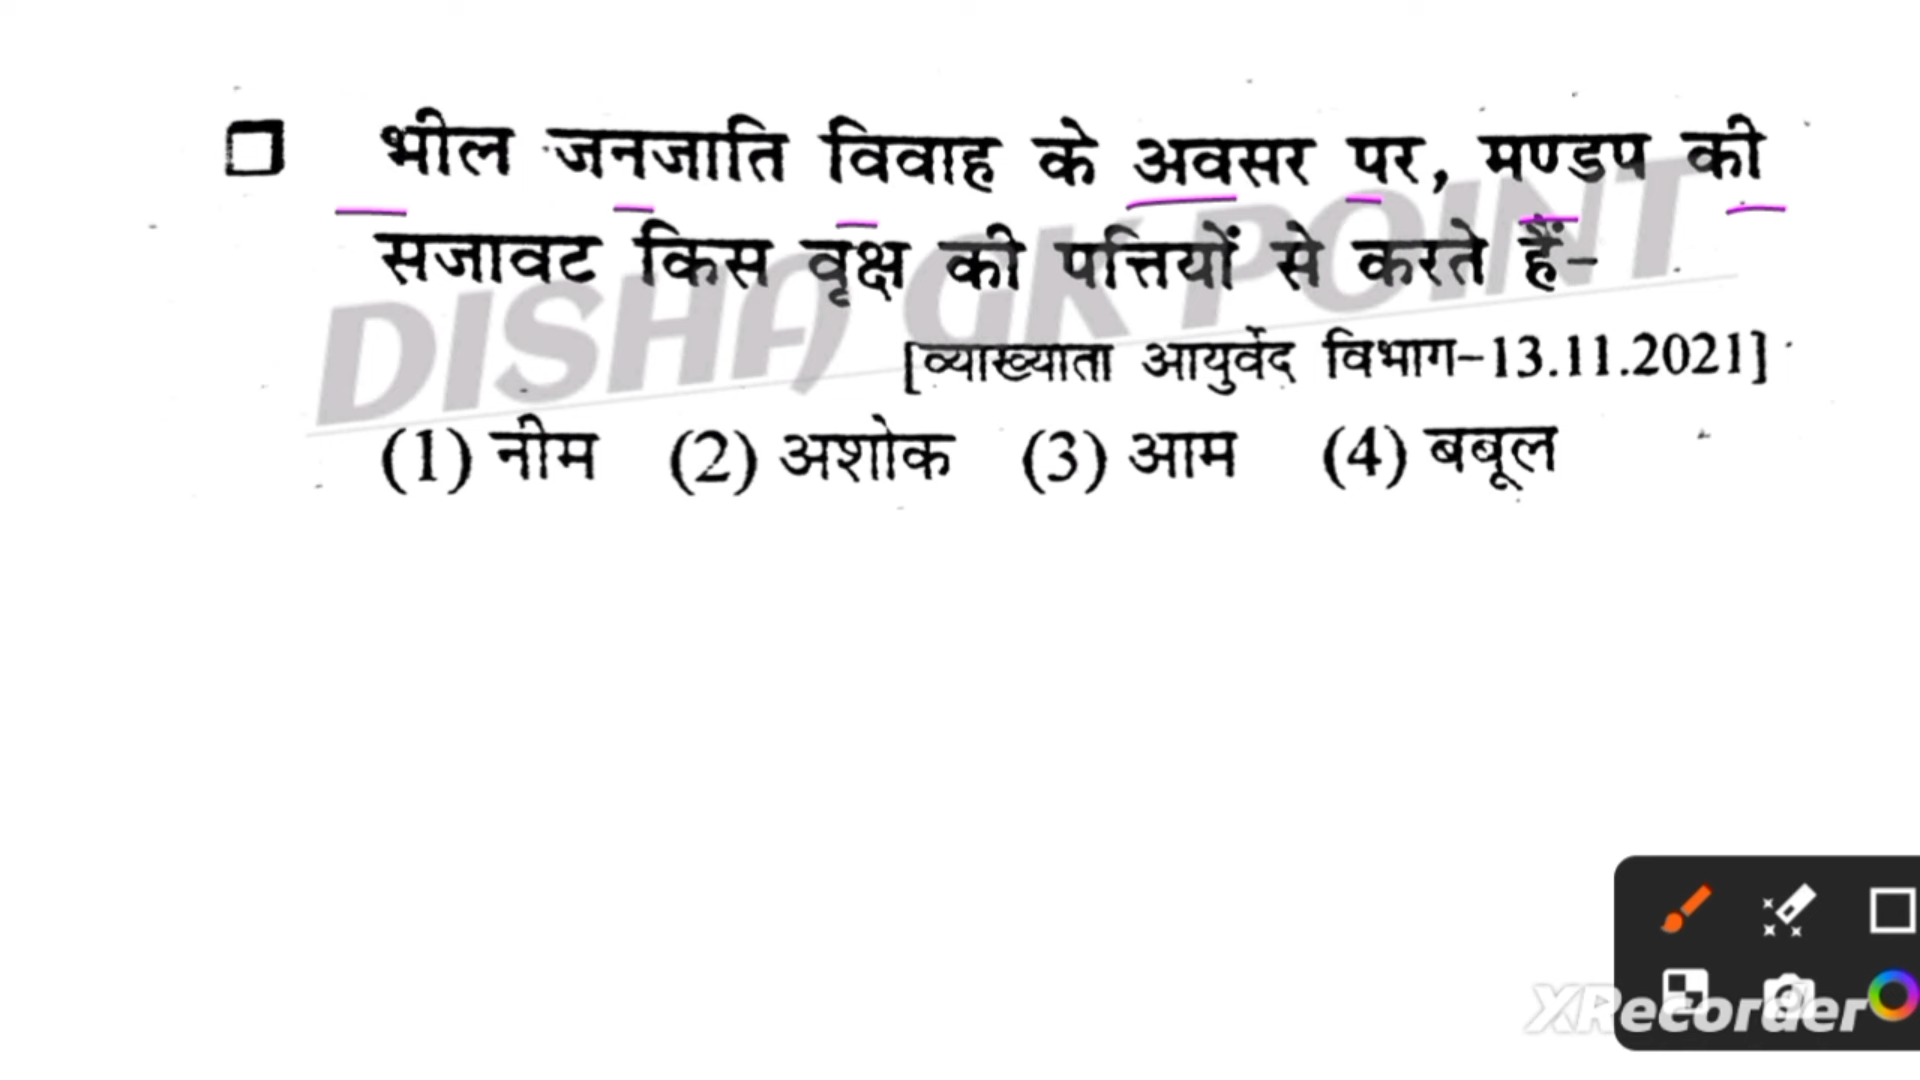 भील जनजाति विवाह के अवसर पर, मण्डप की
सजावट किस वृक्ष की पत्तियों से करते हैं–
DISHA GK POINT
[व्याख्याता आयुर्वेद विभाग–13.11.2021]
(1) नीम (2) अशोक (3) आम (4) बबूल
XRecorder